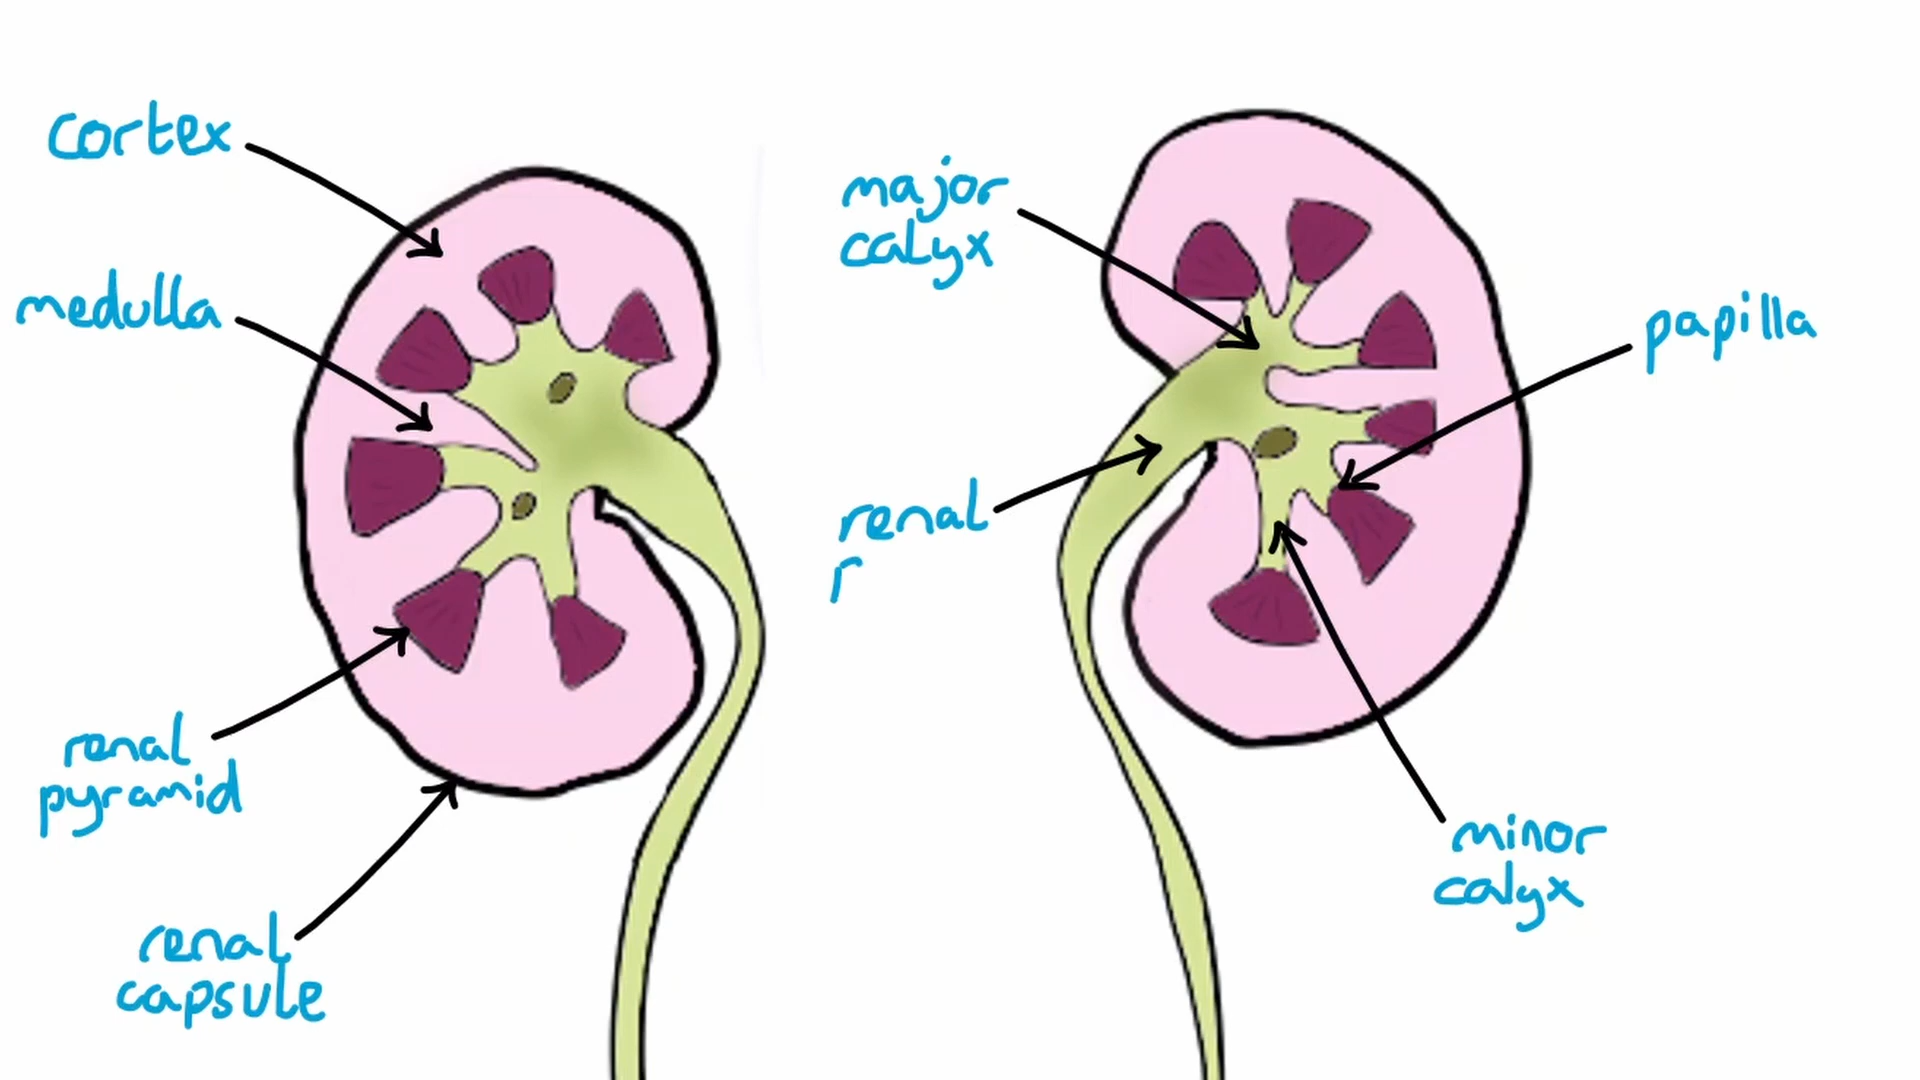 cortex
medulla
renal
pyramid
renal
capsule
major
calyx
renal
r
papilla
minor
calyx